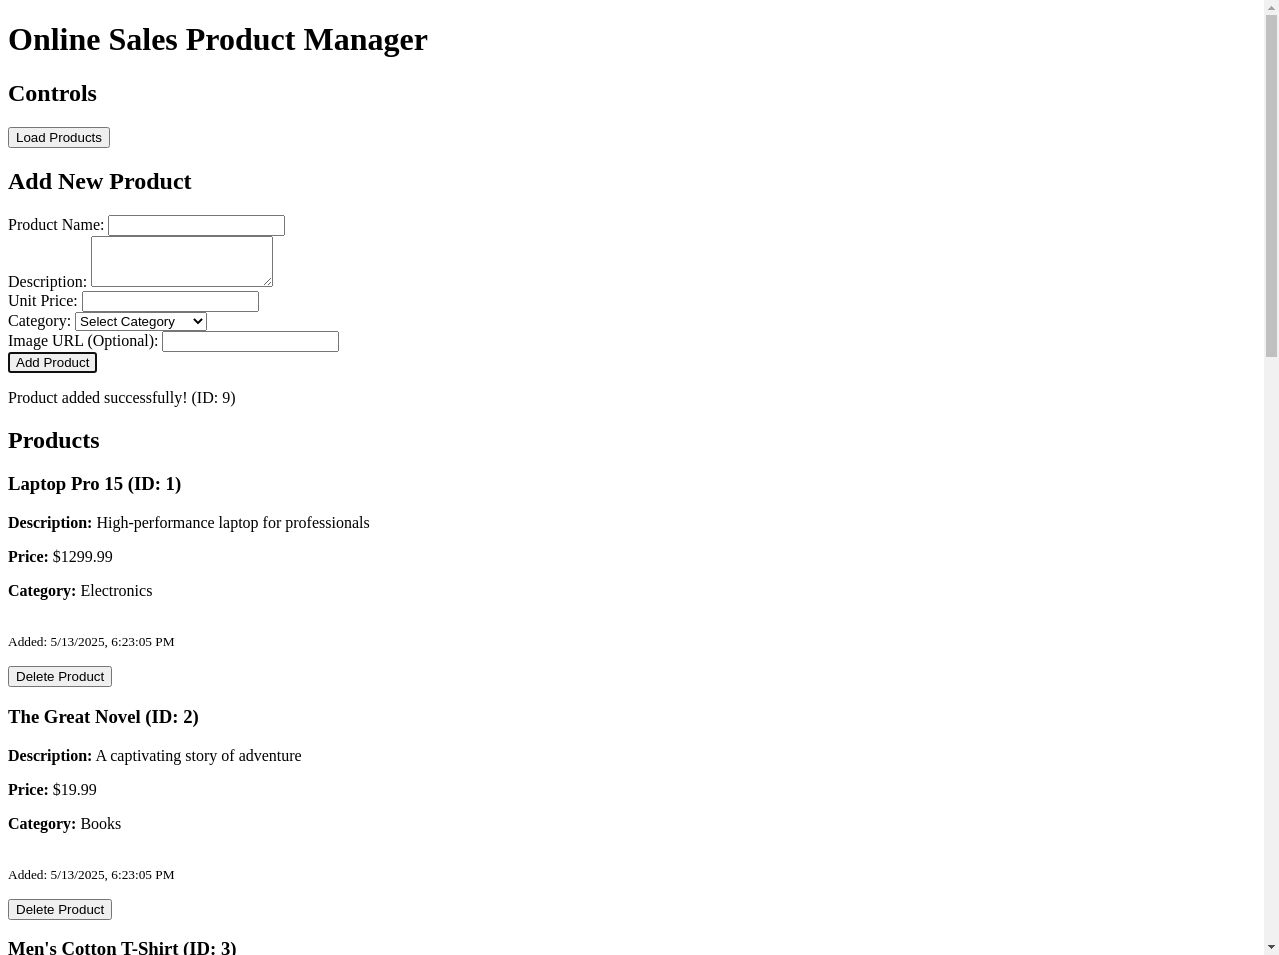 Online Sales Product Manager
Controls
Load Products
Add New Product
Product Name:
Description:
Unit Price:
Category: Select Category
Image URL (Optional):
Add Product
Product added successfully! (ID: 9)
Products
Laptop Pro 15 (ID: 1)
Description: High-performance laptop for professionals
Price: $1299.99
Category: Electronics
Added: 5/13/2025, 6:23:05 PM
Delete Product
The Great Novel (ID: 2)
Description: A captivating story of adventure
Price: $19.99
Category: Books
Added: 5/13/2025, 6:23:05 PM
Delete Product
Men's Cotton T-Shirt (ID: 3)